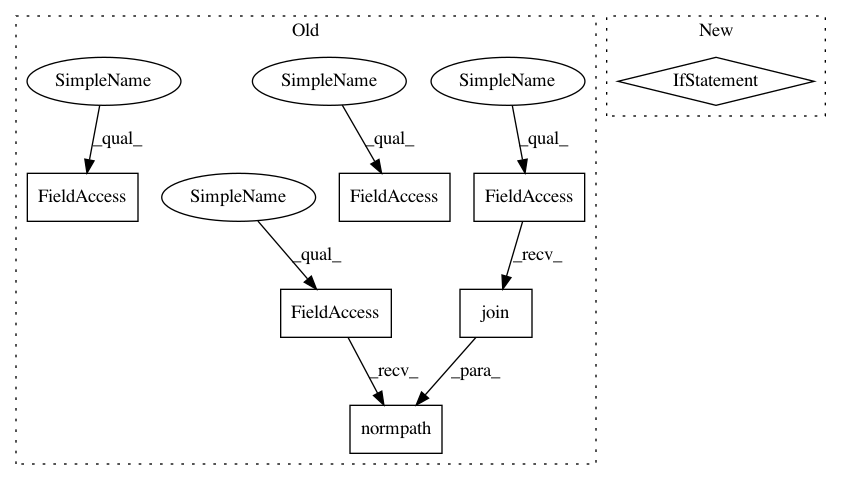 Old
New
SimpleName
SimpleName
SimpleName
IfStatement
_qual_
_qual_
_qual_
FieldAccess
SimpleName
FieldAccess
FieldAccess
_qual_
_recv_
FieldAccess
join
_recv_
_para_
normpath